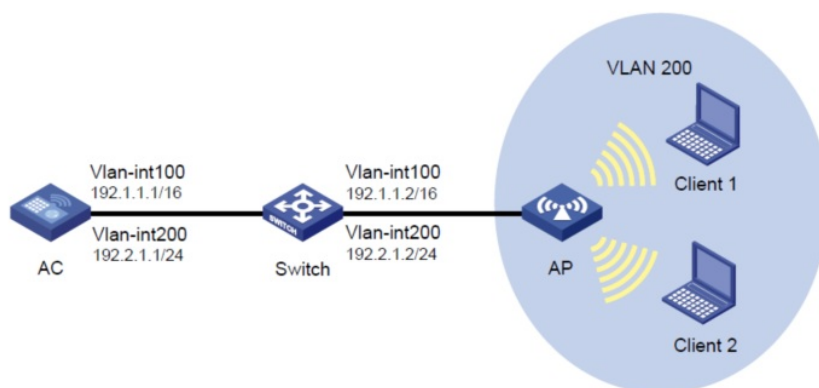 VLAN 200
Client 1
Vlan-int100
192.1.1.1/16
Vlan-int100
192.1.1.2/16
SWITCH
Vlan-int200
192.2.1.1/24
Vlan-int200
192.2.1.2/24
AC
Switch
AP
Client 2